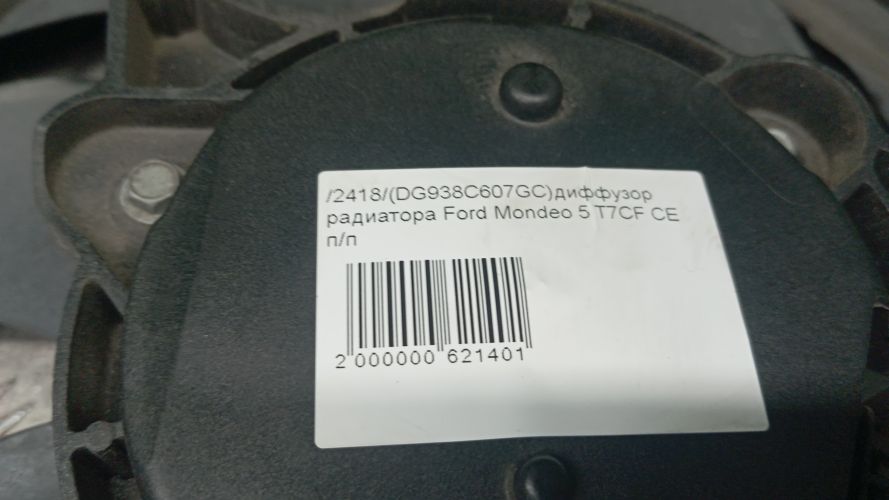 /2418/(DG938C607GC)диффузор
радиатора Ford Mondeo 5 T7CF CE
п/п
2 000000 621401